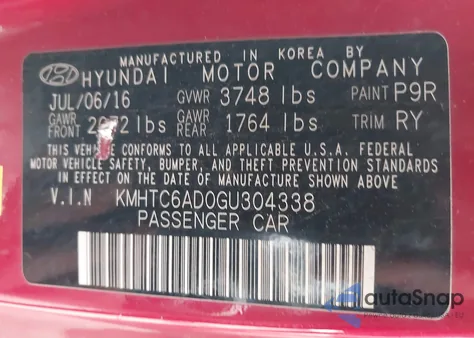 MANUFACTURED IN KOREA BY
HYUNDAI MOTOR COMPANY
JUL/06/16 GVWR 3748 lbs PAINT P9R
GAWR FRONT lbs GAWR REAR 1764 lbs TRIM RY
THIS VEHICLE CONFORMS TO ALL APPLICABLE U.S.A. FEDERAL
MOTOR VEHICLE SAFETY, BUMPER, AND THEFT PREVENTION STANDARDS
IN EFFECT ON THE DATE OF MANUFACTURE SHOWN ABOVE.
V.I.N KMHTC6AD0GU304338
PASSENGER CAR
autaSnap